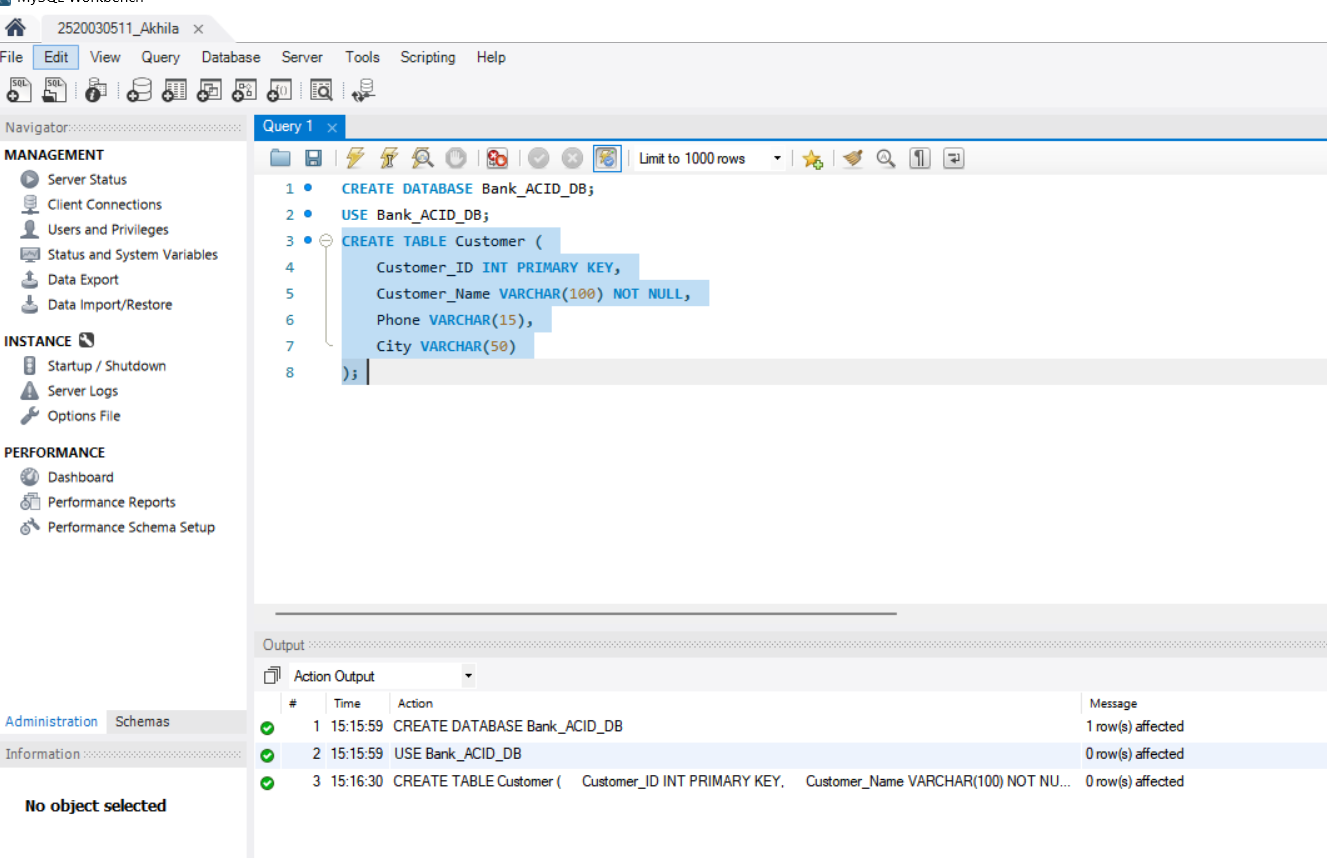 MySQL Workbench
2520030511_Akhila ×
File Edit View Query Database Server Tools Scripting Help
Navigator
MANAGEMENT
Server Status
Client Connections
Users and Privileges
Status and System Variables
Data Export
Data Import/Restore
INSTANCE
Startup / Shutdown
Server Logs
Options File
PERFORMANCE
Dashboard
Performance Reports
Performance Schema Setup
Administration Schemas
Information
No object selected
Query 1 ×
Limit to 1000 rows
1 CREATE DATABASE Bank_ACID_DB;
2 USE Bank_ACID_DB;
3 CREATE TABLE Customer (
4 Customer_ID INT PRIMARY KEY,
5 Customer_Name VARCHAR(100) NOT NULL,
6 Phone VARCHAR(15),
7 City VARCHAR(50)
8 );
Output
Action Output
# Time Action Message
1 15:15:59 CREATE DATABASE Bank_ACID_DB 1 row(s) affected
2 15:15:59 USE Bank_ACID_DB 0 row(s) affected
3 15:16:30 CREATE TABLE Customer ( Customer_ID INT PRIMARY KEY, Customer_Name VARCHAR(100) NOT NU... 0 row(s) affected